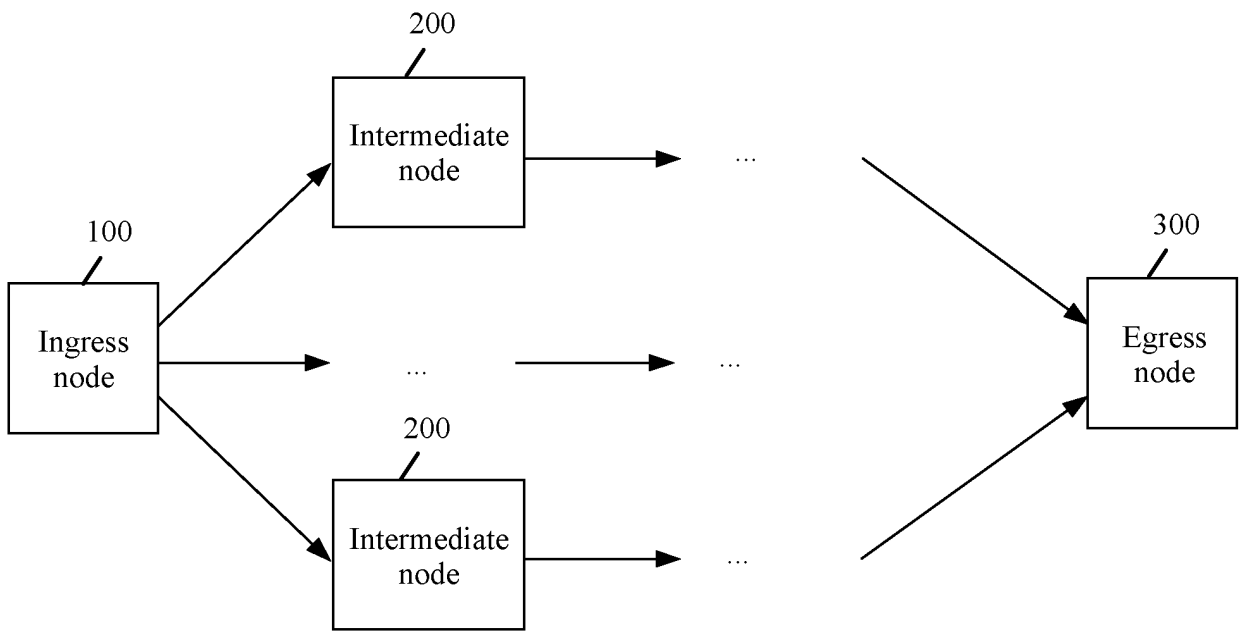 200
Intermediate
node
...
100
300
Ingress
node
...
...
Egress
node
200
Intermediate
node
...